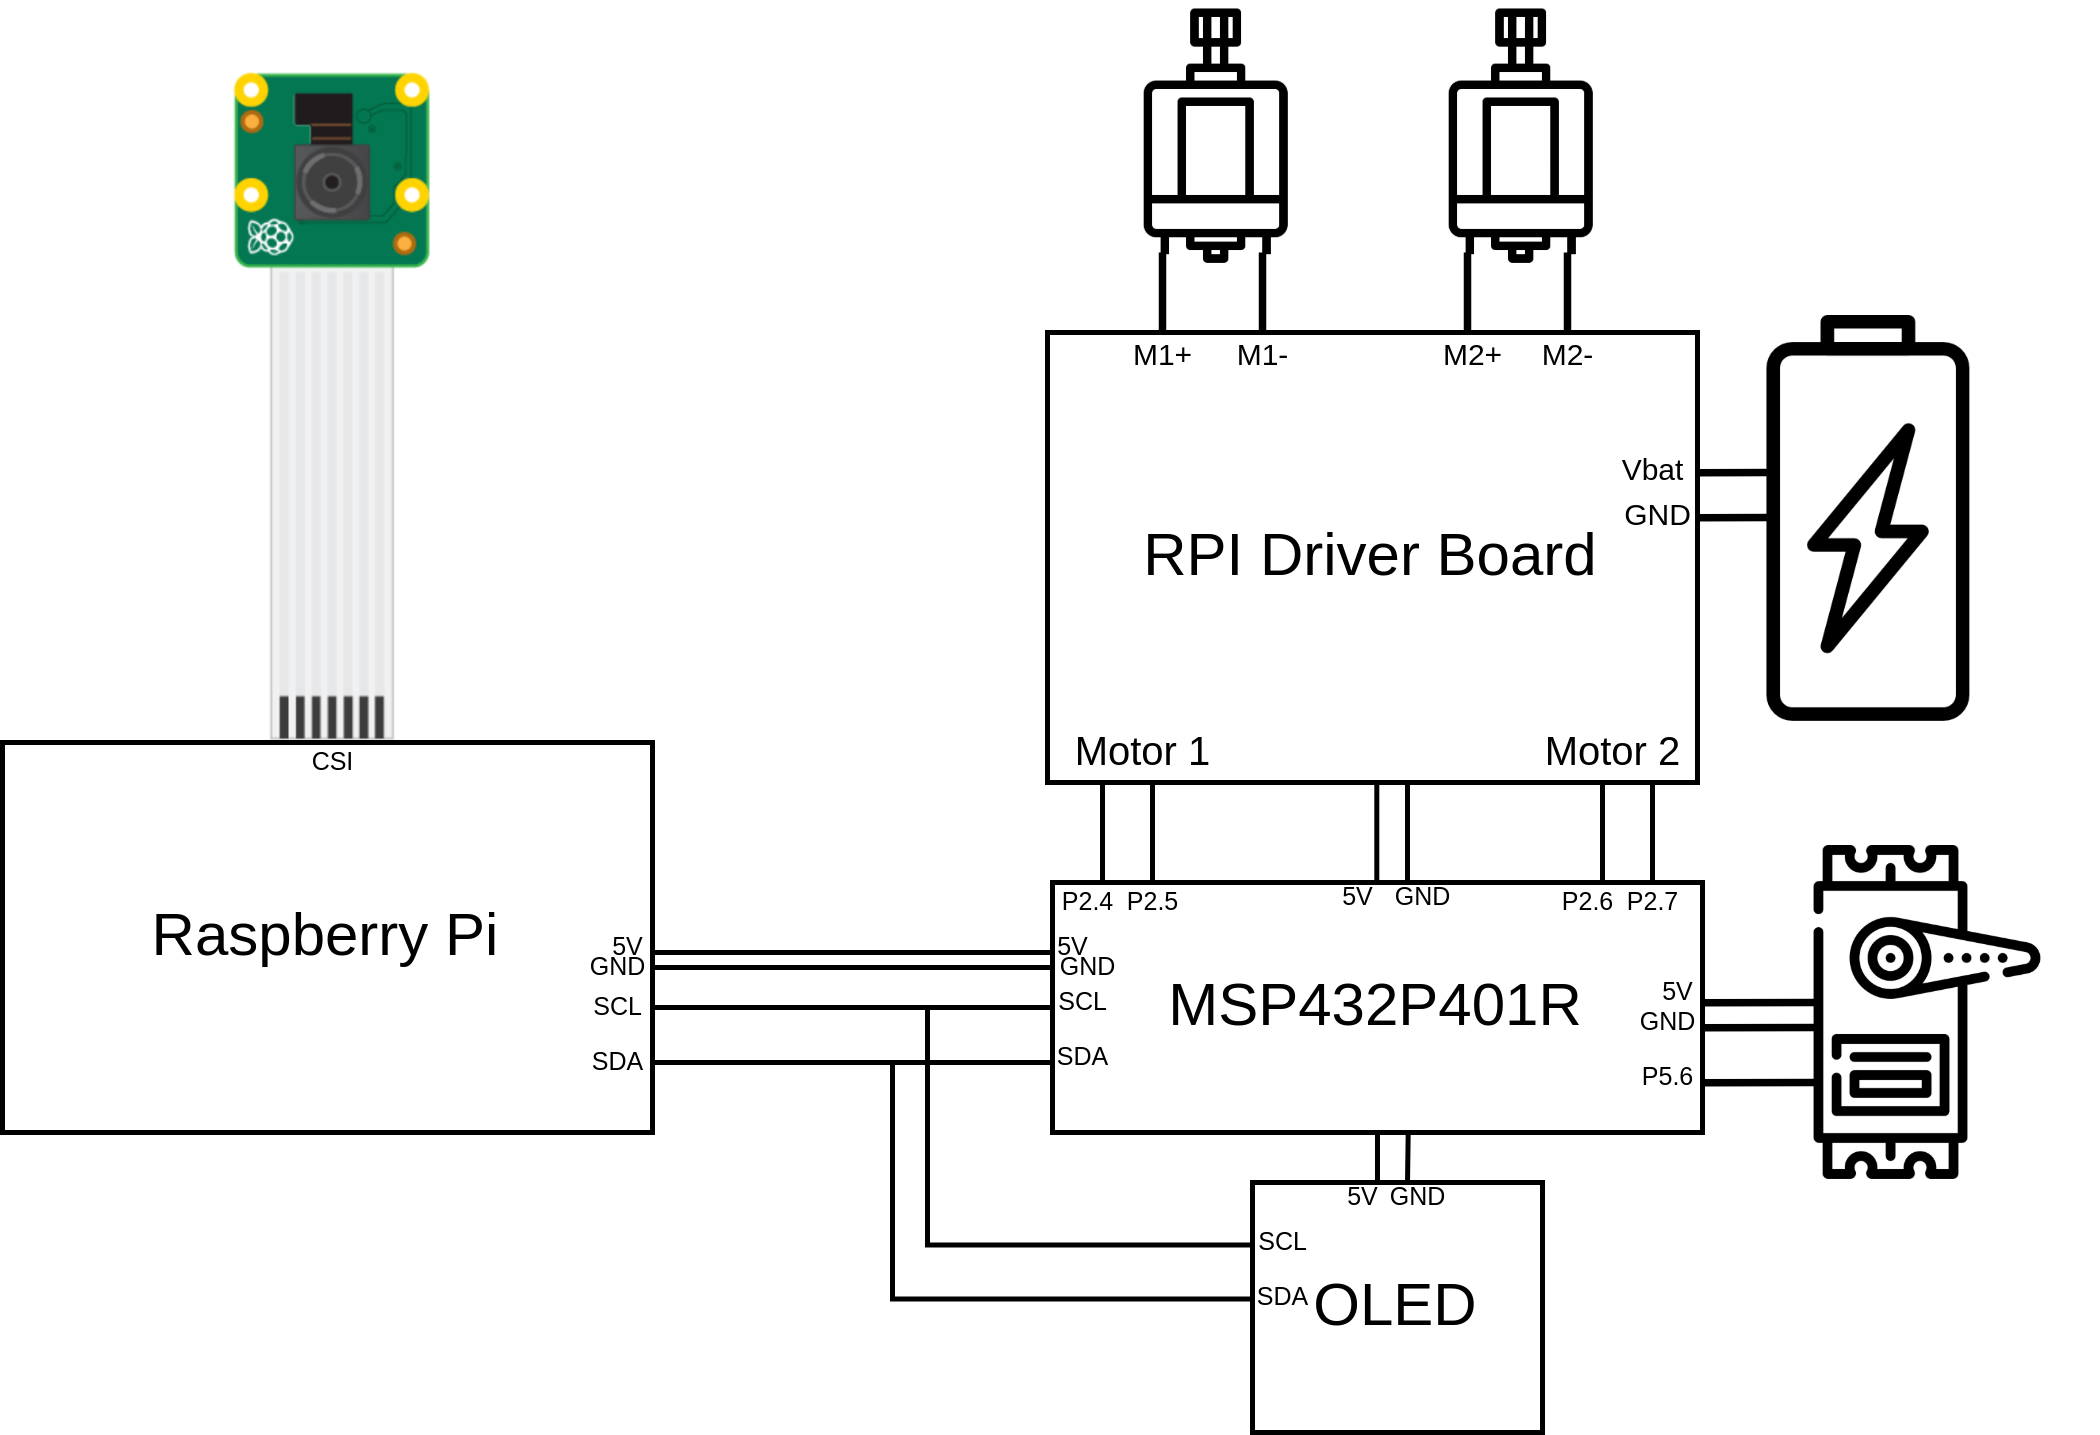 M1+ M1- M2+ M2-
Vbat
GND
RPI Driver Board
Motor 1 Motor 2
CSI
Raspberry Pi
5V
GND
SCL
SDA
P2.4 P2.5 5V GND P2.6 P2.7
5V
GND
SCL
SDA
MSP432P401R
5V
GND
P5.6
5V GND
SCL
SDA
OLED